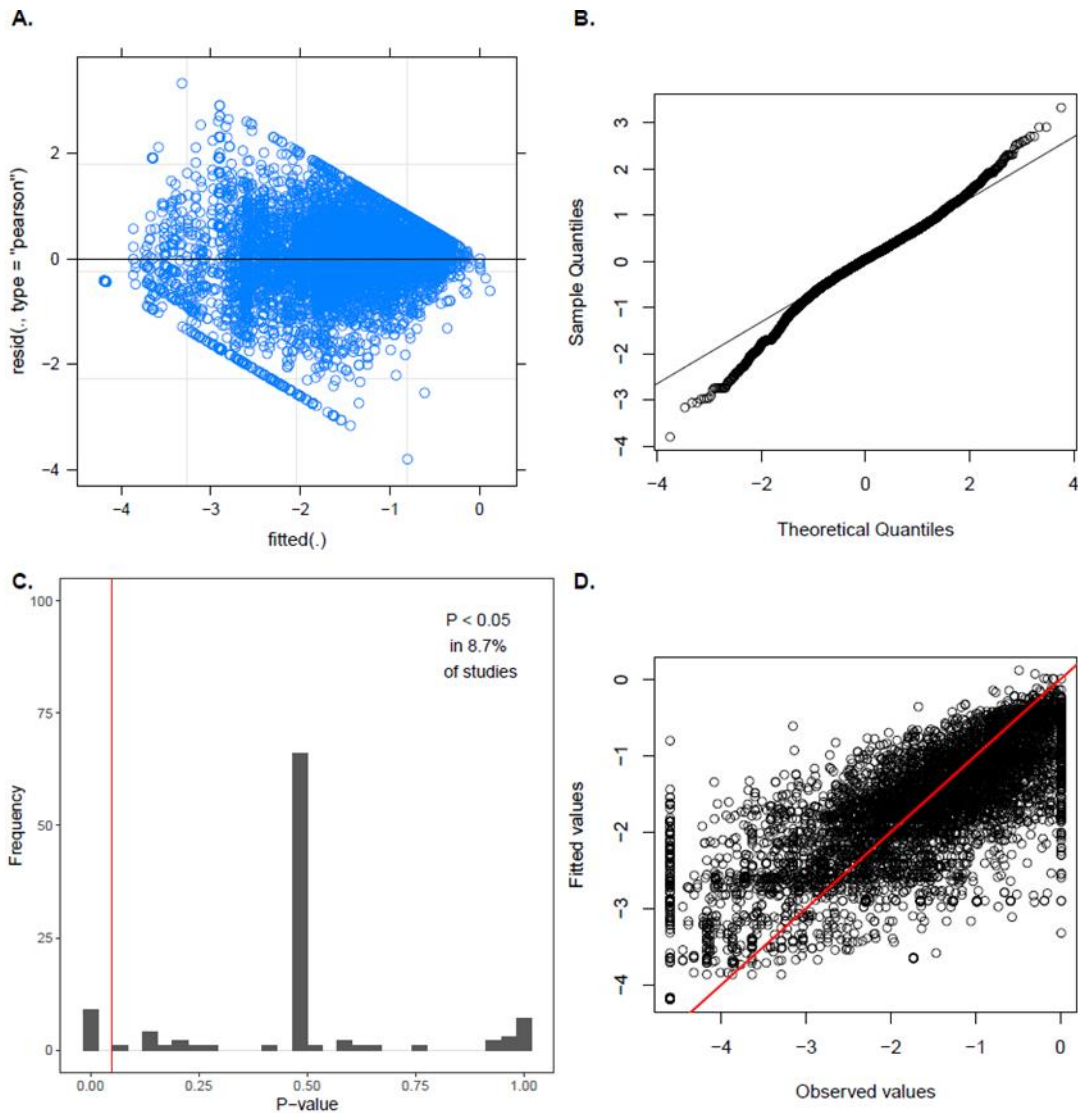 A.
resid(., type = "pearson")
2
0
−2
−4
−4
−3
−2
−1
0
fitted(.)
B.
Sample Quantiles
3
2
1
0
−1
−2
−3
−4
−4
−2
0
2
4
Theoretical Quantiles
C.
Frequency
100
75
50
25
0
P < 0.05
in 8.7%
of studies
0.00
0.25
0.50
0.75
1.00
P−value
D.
Fitted values
0
−1
−2
−3
−4
−4
−3
−2
−1
0
Observed values